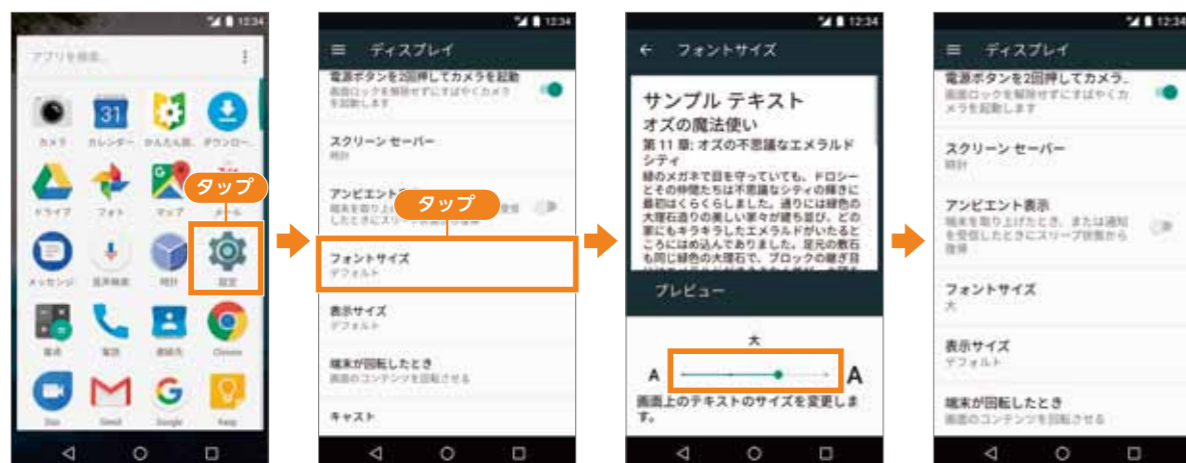 12:34
アプリを検索...
31
カメラ
カレンダー
かんたん設..
ダウンロー..
ドライブ
フォト
マップ
メール
タップ
メッセージ
音声検索
時計
設定
電卓
電話
連絡先
Chrome
Duo
Gmail
Google
Keep
12:34
ディスプレイ
電源ボタンを2回押してカメラを起動
画面ロックを解除せずにすばやくカメラ
を起動します
スクリーン セーバー
時計
アンビエント
タップ
したときにスリープ状態から復帰
フォントサイズ
デフォルト
表示サイズ
デフォルト
端末が回転したとき
画面のコンテンツを回転させる
キャスト
12:34
フォントサイズ
サンプル テキスト
オズの魔法使い
第 11 章: オズの不思議なエメラルド
シティ
緑のメガネで目を守っていても、ドロシー
とその仲間たちは不思議なシティの輝きに
最初はくらくらしました。通りには緑色の
大理石造りの美しい家々が建ち並び、どの
家にもキラキラしたエメラルドがいたると
ころにはめ込んでありました。足元の敷石
も同じ緑色の大理石で、ブロックの継ぎ目
プレビュー
大
A
A
画面上のテキストのサイズを変更しま
す。
12:34
ディスプレイ
電源ボタンを2回押してカメラ..
画面ロックを解除せずにすばやくカ
メラを起動します
スクリーン セーバー
時計
アンビエント表示
端末を取り上げたとき、または通知
を受信したときにスリープ状態から
復帰
フォントサイズ
大
表示サイズ
デフォルト
端末が回転したとき
画面のコンテンツを回転させる